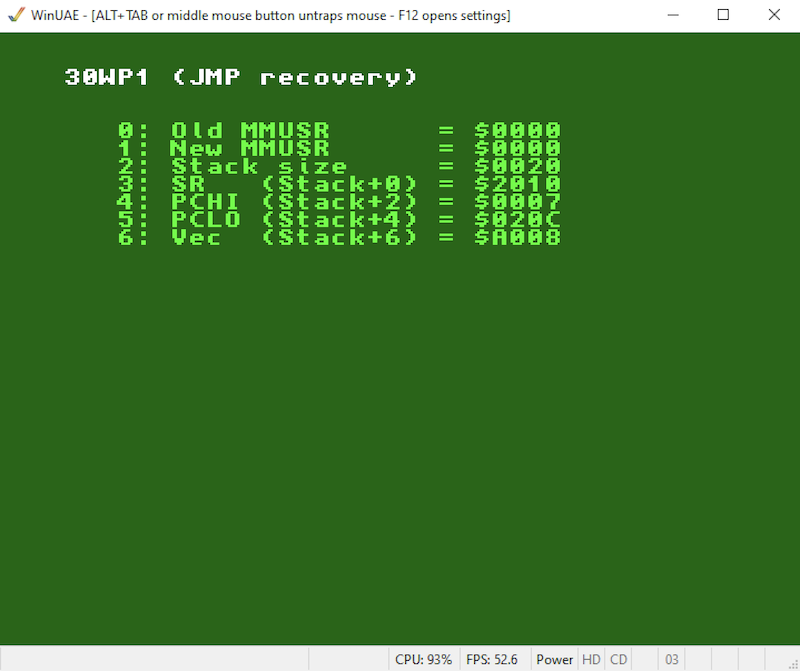 WinUAE - [ALT+TAB or middle mouse button untraps mouse - F12 opens settings]
30WP1 (JMP recovery)
0: Old MMUSR = $0000
1: New MMUSR = $0000
2: Stack size = $0020
3: SR (Stack+0) = $2010
4: PCHI (Stack+2) = $0007
5: PCLO (Stack+4) = $020C
6: Vec (Stack+6) = $A008
CPU: 93% FPS: 52.6 Power HD CD 03